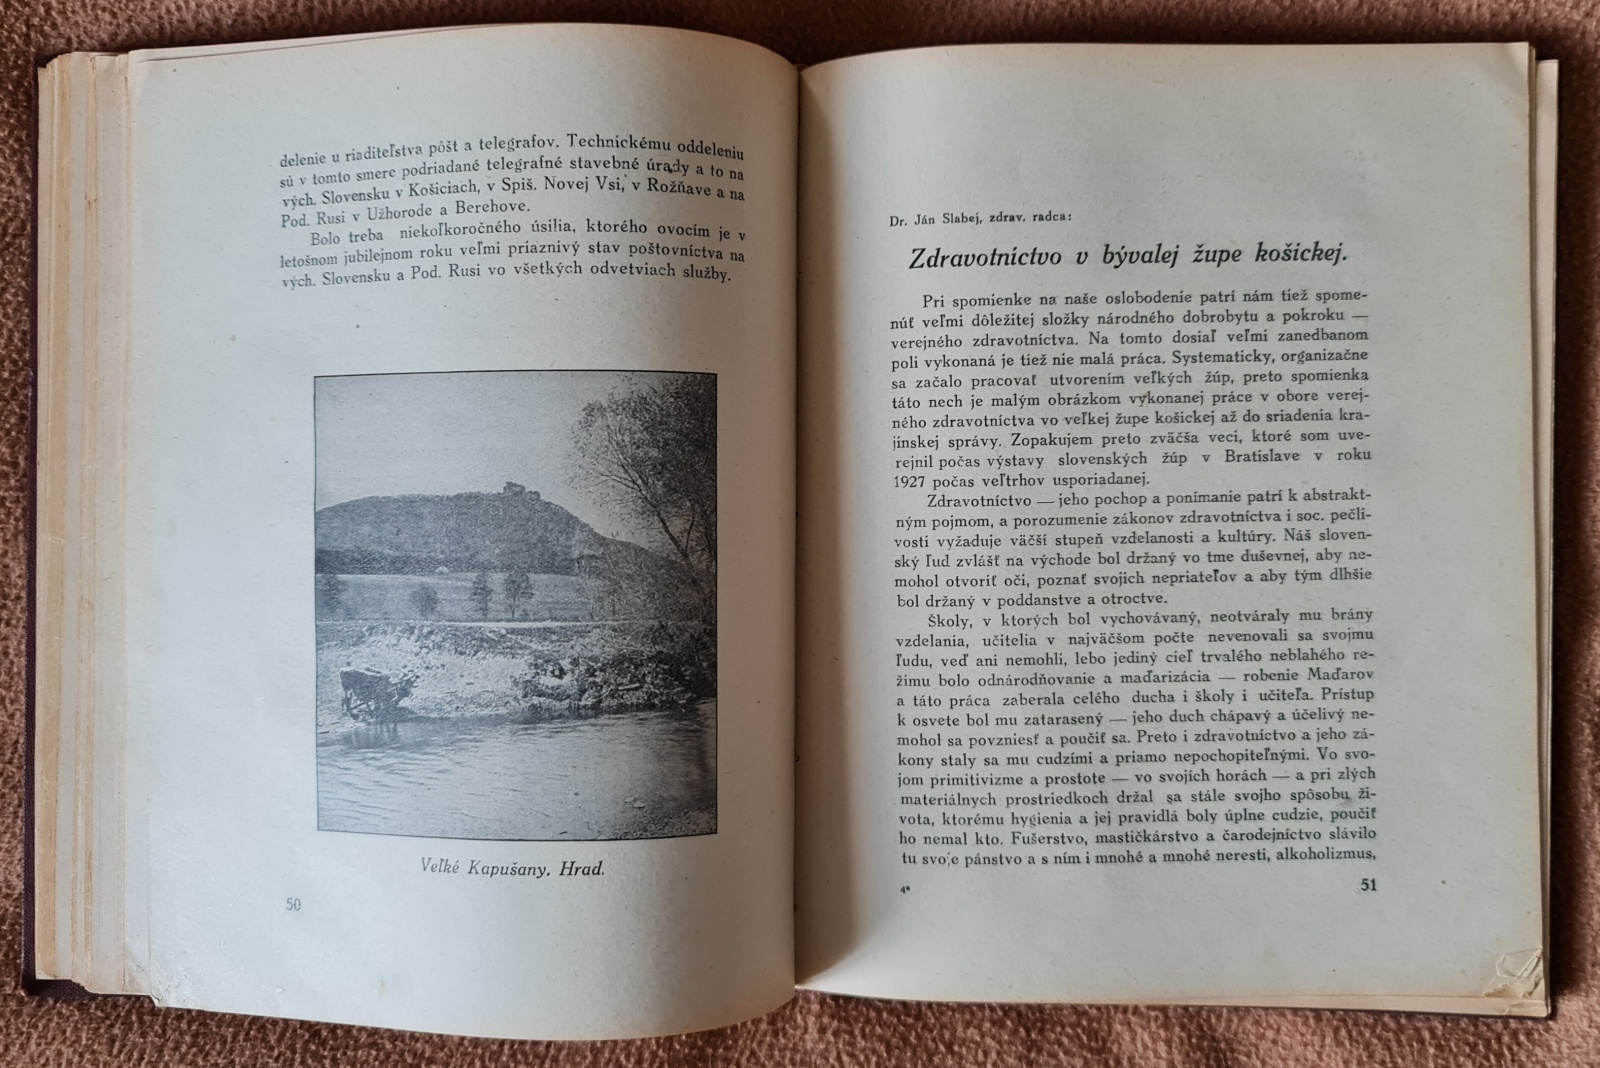 delenie u riaditeľstva pôšt a telegrafov. Technickému oddeleniu
sú v tomto smere podriadané telegrafné stavebné úrady a to na
vých. Slovensku v Košiciach, v Spiš. Novej Vsi, v Rožňave a na
Pod. Rusi v Užhorode a Berehove.
Bolo treba niekoľkoročného úsilia, ktorého ovocím je v
letošnom jubilejnom roku veľmi priaznivý stav poštovníctva na
vých. Slovensku a Pod. Rusi vo všetkých odvetviach služby.
Veľké Kapušany. Hrad.
50
Dr. Ján Slabej, zdrav. radca:
Zdravotníctvo v bývalej župe košickej.
Pri spomienke na naše oslobodenie patrí nám tiež spome-
núť veľmi dôležitej složky národného dobrobytu a pokroku —
verejného zdravotníctva. Na tomto dosiaľ veľmi zanedbanom
poli vykonaná je tiež nie malá práca. Systematicky, organizačne
sa začalo pracovať utvorením veľkých žúp, preto spomienka
táto nech je malým obrázkom vykonanej práce v obore verej-
ného zdravotníctva vo veľkej župe košickej až do sriadenia kra-
jinskej správy. Zopakujem preto zväčša veci, ktoré som uve-
rejnil počas výstavy slovenských žúp v Bratislave v roku
1927 počas veľtrhov usporiadanej.
Zdravotníctvo — jeho pochop a ponímanie patrí k abstrakt-
ným pojmom, a porozumenie zákonov zdravotníctva i soc. pečli-
vosti vyžaduje väčší stupeň vzdelanosti a kultúry. Náš sloven-
ský ľud zvlášť na východe bol držaný vo tme duševnej, aby ne-
mohol otvoriť oči, poznať svojich nepriateľov a aby tým dlhšie
bol držaný v poddanstve a otroctve.
Školy, v ktorých bol vychovávaný, neotváraly mu brány
vzdelania, učitelia v najväčšom počte nevenovali sa svojmu
ľudu, veď ani nemohli, lebo jediný cieľ trvalého neblahého re-
žimu bolo odnárodňovanie a maďarizácia — robenie Maďarov
a táto práca zaberala celého ducha i školy i učiteľa. Prístup
k osvete bol mu zatarasený — jeho duch chápavý a účelivý ne-
mohol sa povzniesť a poučiť sa. Preto i zdravotníctvo a jeho zá-
kony staly sa mu cudzími a priamo nepochopiteľnými. Vo svo-
jom primitivizme a prostote — vo svojich horách — a pri zlých
materiálnych prostriedkoch držal sa stále svojho spôsobu ži-
vota, ktorému hygiena a jej pravidlá boly úplne cudzie, poučiť
ho nemal kto. Fušerstvo, mastičkárstvo a čarodejníctvo slávilo
tu svoje pánstvo a s ním i mnohé a mnohé neresti, alkoholizmus,
4*
51